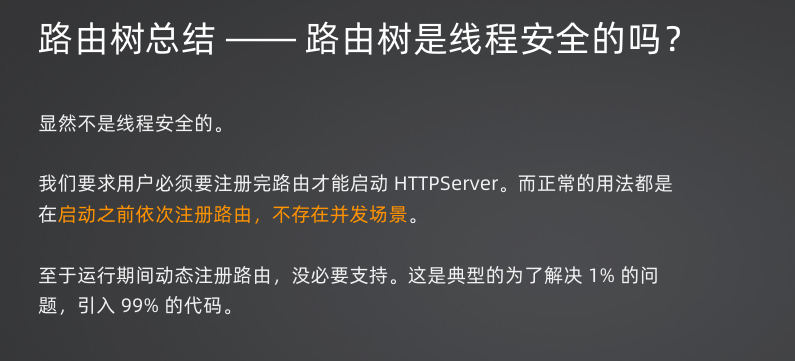 路由树总结 —— 路由树是线程安全的吗？
显然不是线程安全的。
我们要求用户必须要注册完路由才能启动 HTTPServer。而正常的用法都是
在启动之前依次注册路由，不存在并发场景。
至于运行期间动态注册路由，没必要支持。这是典型的为了解决 1% 的问
题，引入 99% 的代码。